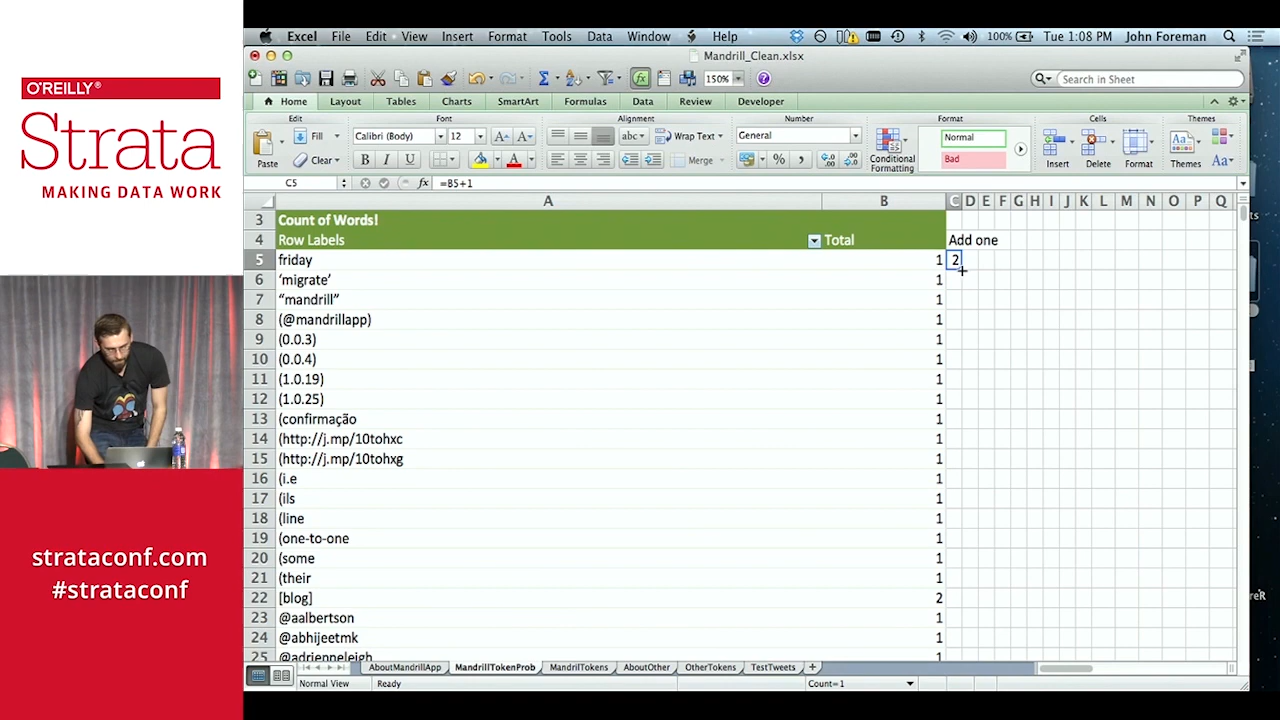 O'REILLY®
Strata
MAKING DATA WORK
strataconf.com
#strataconf
Excel File Edit View Insert Format Tools Data Window Help 100% Tue 1:08 PM John Foreman
Mandrill_Clean.xlsx
150% Search in Sheet
Home Layout Tables Charts SmartArt Formulas Data Review Developer
Edit Font Alignment Number Format Cells Themes
Fill Calibri (Body) 12 A A abc Wrap Text General Normal
Paste Clear B I U A Merge % , Conditional Formatting Bad Insert Delete Format Themes Aa
C5 fx =B5+1
A B C D E F G H I J K L M N O P Q
3 Count of Words!
4 Row Labels Total Add one
5 friday 1 2
6 ‘migrate’ 1
7 “mandrill” 1
8 (@mandrillapp) 1
9 (0.0.3) 1
10 (0.0.4) 1
11 (1.0.19) 1
12 (1.0.25) 1
13 (confirmação 1
14 (http://j.mp/10tohxc 1
15 (http://j.mp/10tohxg 1
16 (i.e 1
17 (ils 1
18 (line 1
19 (one-to-one 1
20 (some 1
21 (their 1
22 [blog] 2
23 @aalbertson 1
24 @abhijeetmk 1
25 @adrienneleigh 1
AboutMandrillApp MandrillTokenProb MandrilTokens AboutOther OtherTokens TestTweets
Normal View Ready Count=1